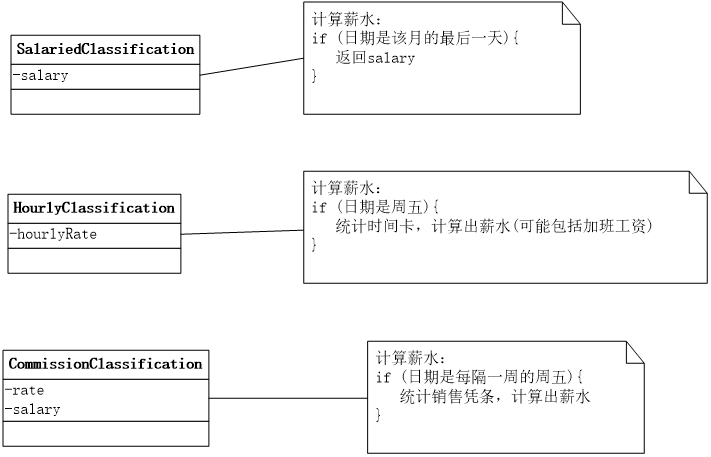 SalariedClassification
-salary
计算薪水:
if (日期是该月的最后一天){
返回salary
}
HourlyClassification
-hourlyRate
计算薪水:
if (日期是周五){
统计时间卡，计算出薪水(可能包括加班工资)
}
CommissionClassification
-rate
-salary
计算薪水:
if (日期是每隔一周的周五){
统计销售凭条，计算出薪水
}